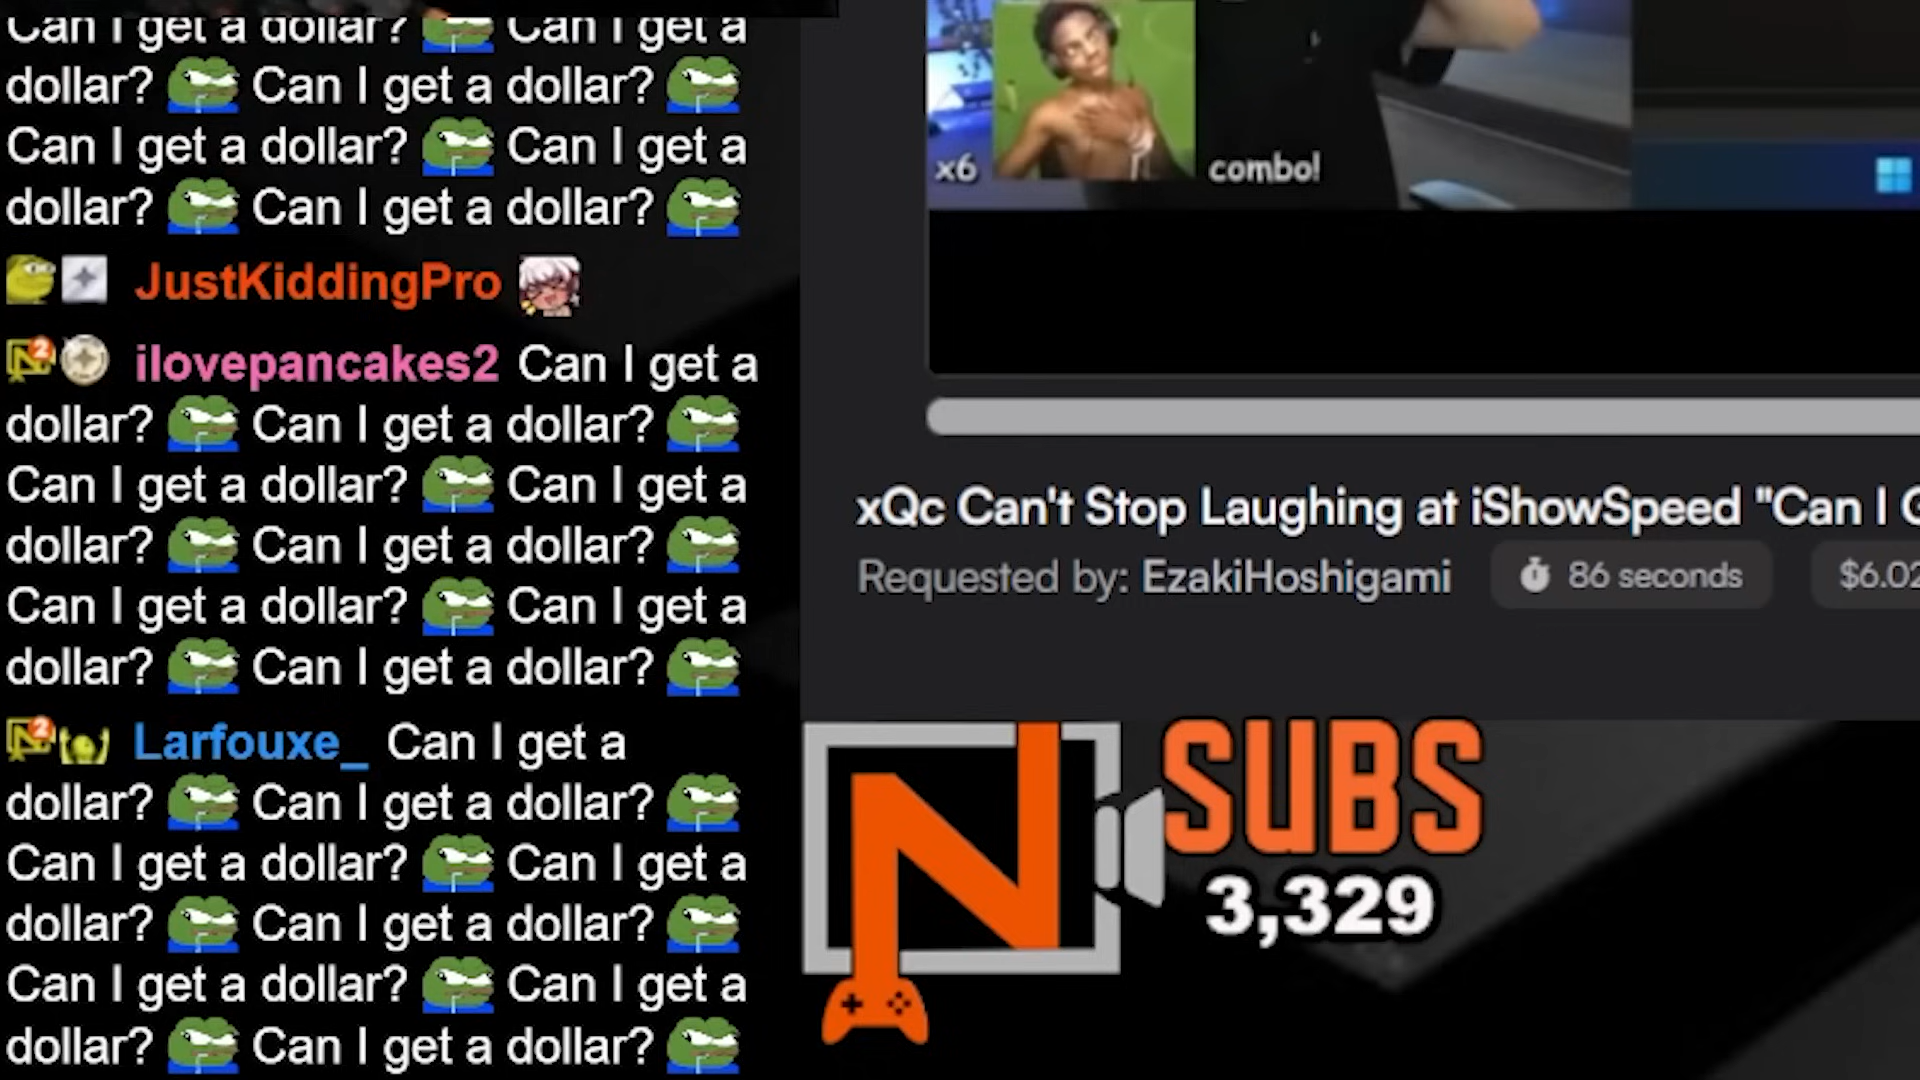 Can I get a dollar? Can I get a
dollar? Can I get a dollar?
Can I get a dollar? Can I get a
dollar? Can I get a dollar?
JustKiddingPro
ilovepancakes2 Can I get a
dollar? Can I get a dollar?
Can I get a dollar? Can I get a
dollar? Can I get a dollar?
Can I get a dollar? Can I get a
dollar? Can I get a dollar?
Larfouxe_ Can I get a
dollar? Can I get a dollar?
Can I get a dollar? Can I get a
dollar? Can I get a dollar?
Can I get a dollar? Can I get a
dollar? Can I get a dollar?
x6 combo!
xQc Can't Stop Laughing at iShowSpeed "Can I G
Requested by: EzakiHoshigami 86 seconds $6.02
N
SUBS
3,329